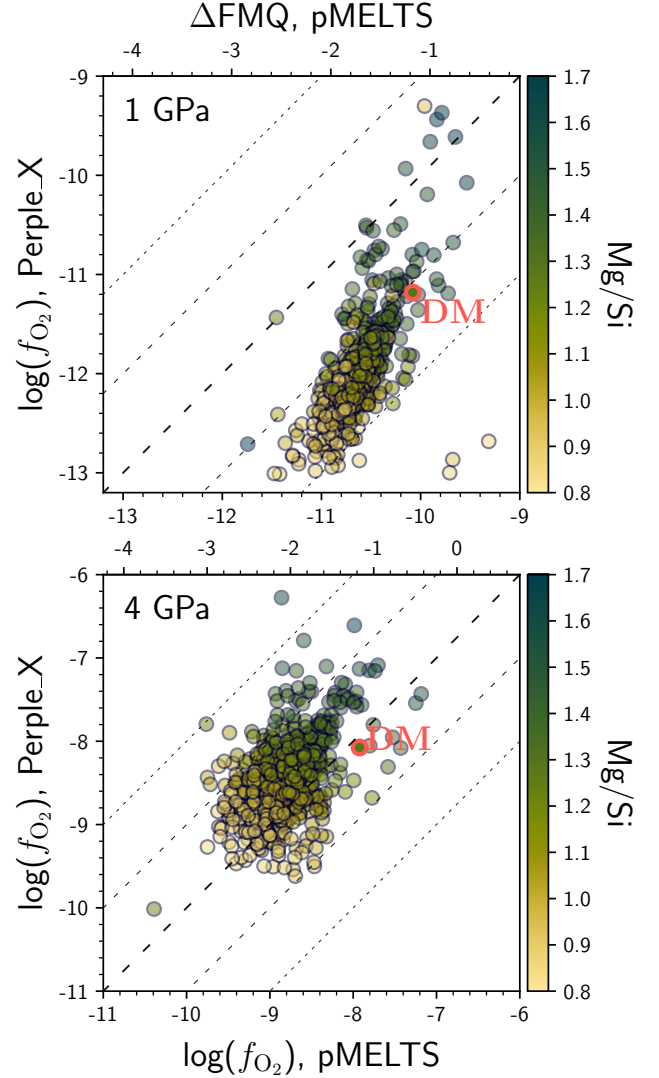 ΔFMQ, pMELTS
-4 -3 -2 -1
1 GPa
log(f_O₂), Perple_X
-9
-10
-11
-12
-13
DM
-13 -12 -11 -10 -9
1.7
1.6
1.5
1.4
1.3
1.2
1.1
1.0
0.9
0.8
Mg/Si
-4 -3 -2 -1 0
4 GPa
log(f_O₂), Perple_X
-6
-7
-8
-9
-10
-11
DM
-11 -10 -9 -8 -7 -6
log(f_O₂), pMELTS
1.7
1.6
1.5
1.4
1.3
1.2
1.1
1.0
0.9
0.8
Mg/Si